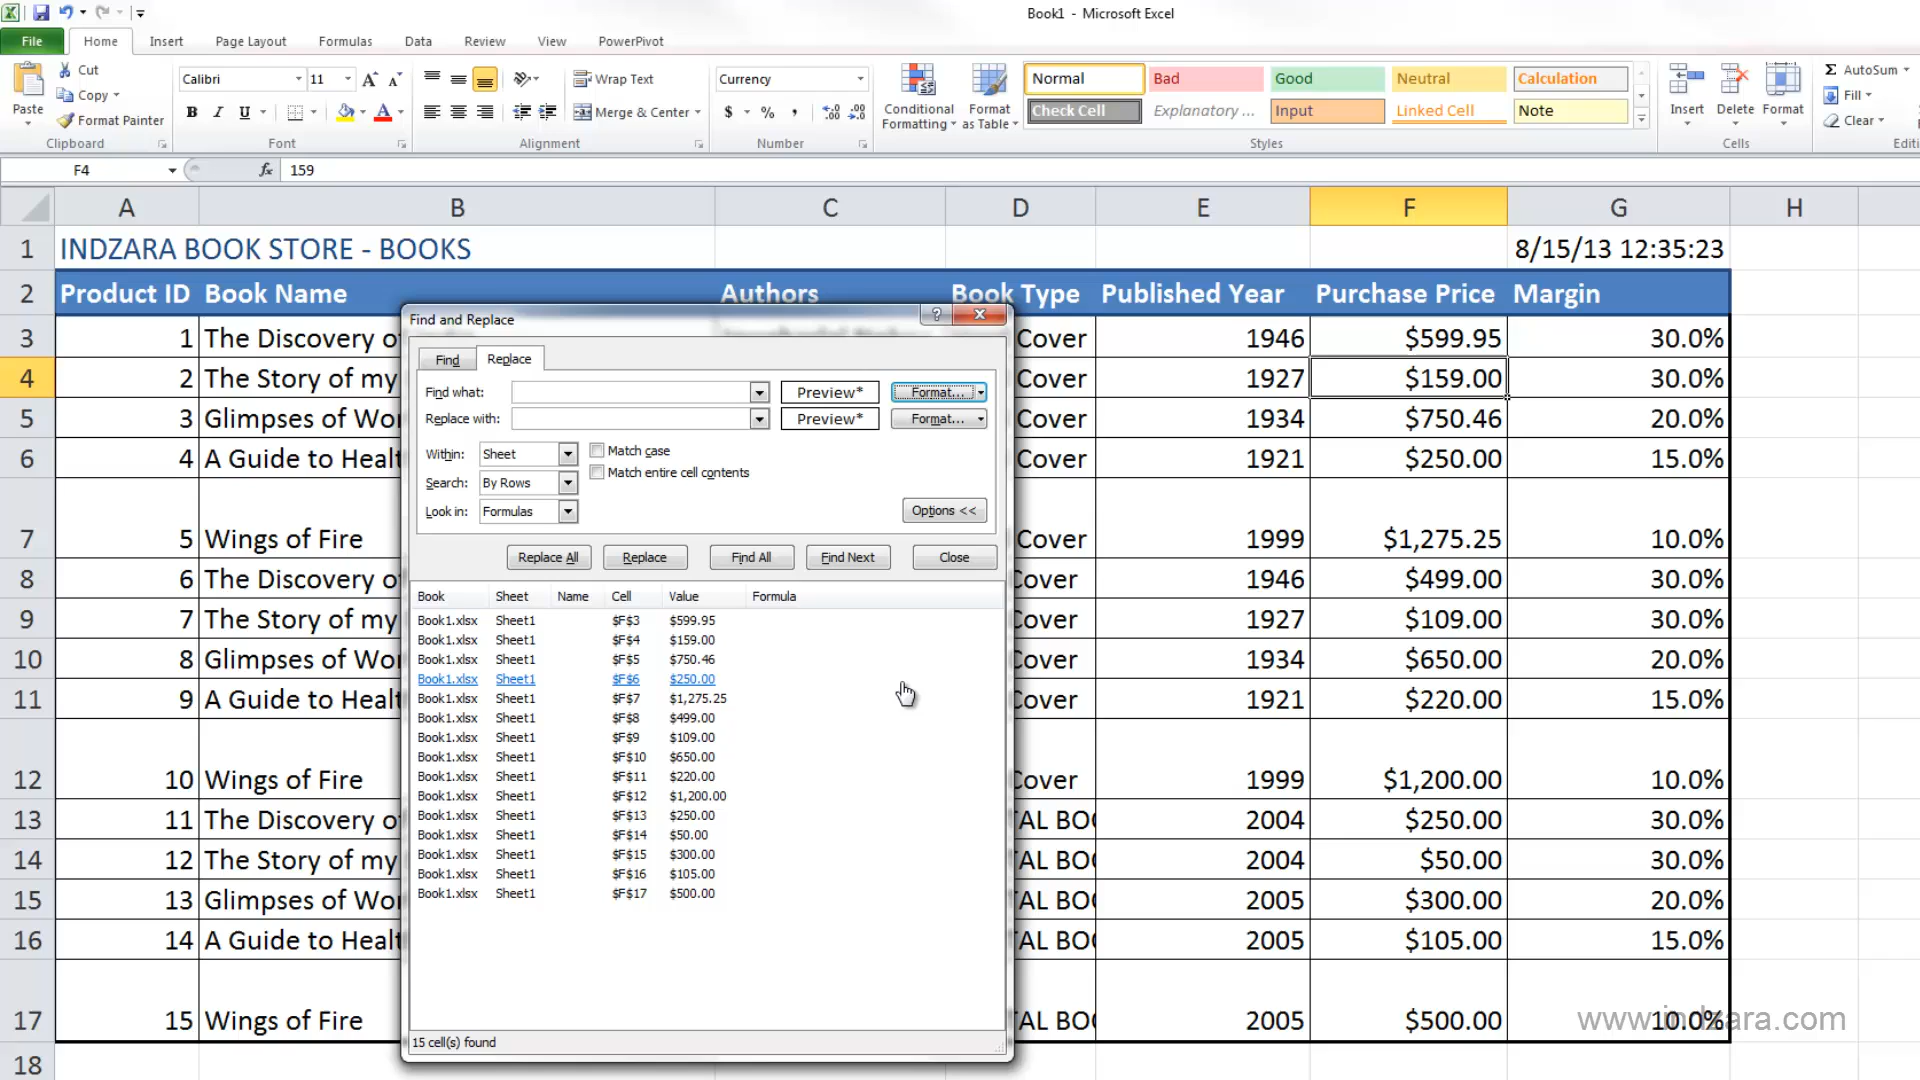 Book1 - Microsoft Excel
File Home Insert Page Layout Formulas Data Review View PowerPivot
Paste Cut Copy Format Painter
Calibri 11
B I U
Wrap Text
Merge & Center
Currency
$ % ,
Conditional Formatting
Format as Table
Normal Bad Good Neutral Calculation
Check Cell Explanatory ... Input Linked Cell Note
Insert Delete Format
Σ AutoSum
Fill
Clear
Clipboard Font Alignment Number Styles Cells Editi
F4 fx 159
A B C D E F G H
1 INDZARA BOOK STORE - BOOKS 8/15/13 12:35:23
2 Product ID Book Name Authors Book Type Published Year Purchase Price Margin
3 1 The Discovery o Cover 1946 $599.95 30.0%
4 2 The Story of my Cover 1927 $159.00 30.0%
5 3 Glimpses of Wor Cover 1934 $750.46 20.0%
6 4 A Guide to Healt Cover 1921 $250.00 15.0%
7 5 Wings of Fire Cover 1999 $1,275.25 10.0%
8 6 The Discovery o Cover 1946 $499.00 30.0%
9 7 The Story of my Cover 1927 $109.00 30.0%
10 8 Glimpses of Wor Cover 1934 $650.00 20.0%
11 9 A Guide to Healt Cover 1921 $220.00 15.0%
12 10 Wings of Fire Cover 1999 $1,200.00 10.0%
13 11 The Discovery o TAL BOO 2004 $250.00 30.0%
14 12 The Story of my TAL BOO 2004 $50.00 30.0%
15 13 Glimpses of Wor TAL BOO 2005 $300.00 20.0%
16 14 A Guide to Healt TAL BOO 2005 $105.00 15.0%
17 15 Wings of Fire TAL BOO 2005 $500.00 10.0%
18
Find and Replace ?
Find Replace
Find what: Preview* Format...
Replace with: Preview* Format...
Within: Sheet Match case
Match entire cell contents
Search: By Rows
Look in: Formulas Options <<
Replace All Replace Find All Find Next Close
Book Sheet Name Cell Value Formula
Book1.xlsx Sheet1 $F$3 $599.95
Book1.xlsx Sheet1 $F$4 $159.00
Book1.xlsx Sheet1 $F$5 $750.46
Book1.xlsx Sheet1 $F$6 $250.00
Book1.xlsx Sheet1 $F$7 $1,275.25
Book1.xlsx Sheet1 $F$8 $499.00
Book1.xlsx Sheet1 $F$9 $109.00
Book1.xlsx Sheet1 $F$10 $650.00
Book1.xlsx Sheet1 $F$11 $220.00
Book1.xlsx Sheet1 $F$12 $1,200.00
Book1.xlsx Sheet1 $F$13 $250.00
Book1.xlsx Sheet1 $F$14 $50.00
Book1.xlsx Sheet1 $F$15 $300.00
Book1.xlsx Sheet1 $F$16 $105.00
Book1.xlsx Sheet1 $F$17 $500.00
15 cell(s) found
www.indzara.com